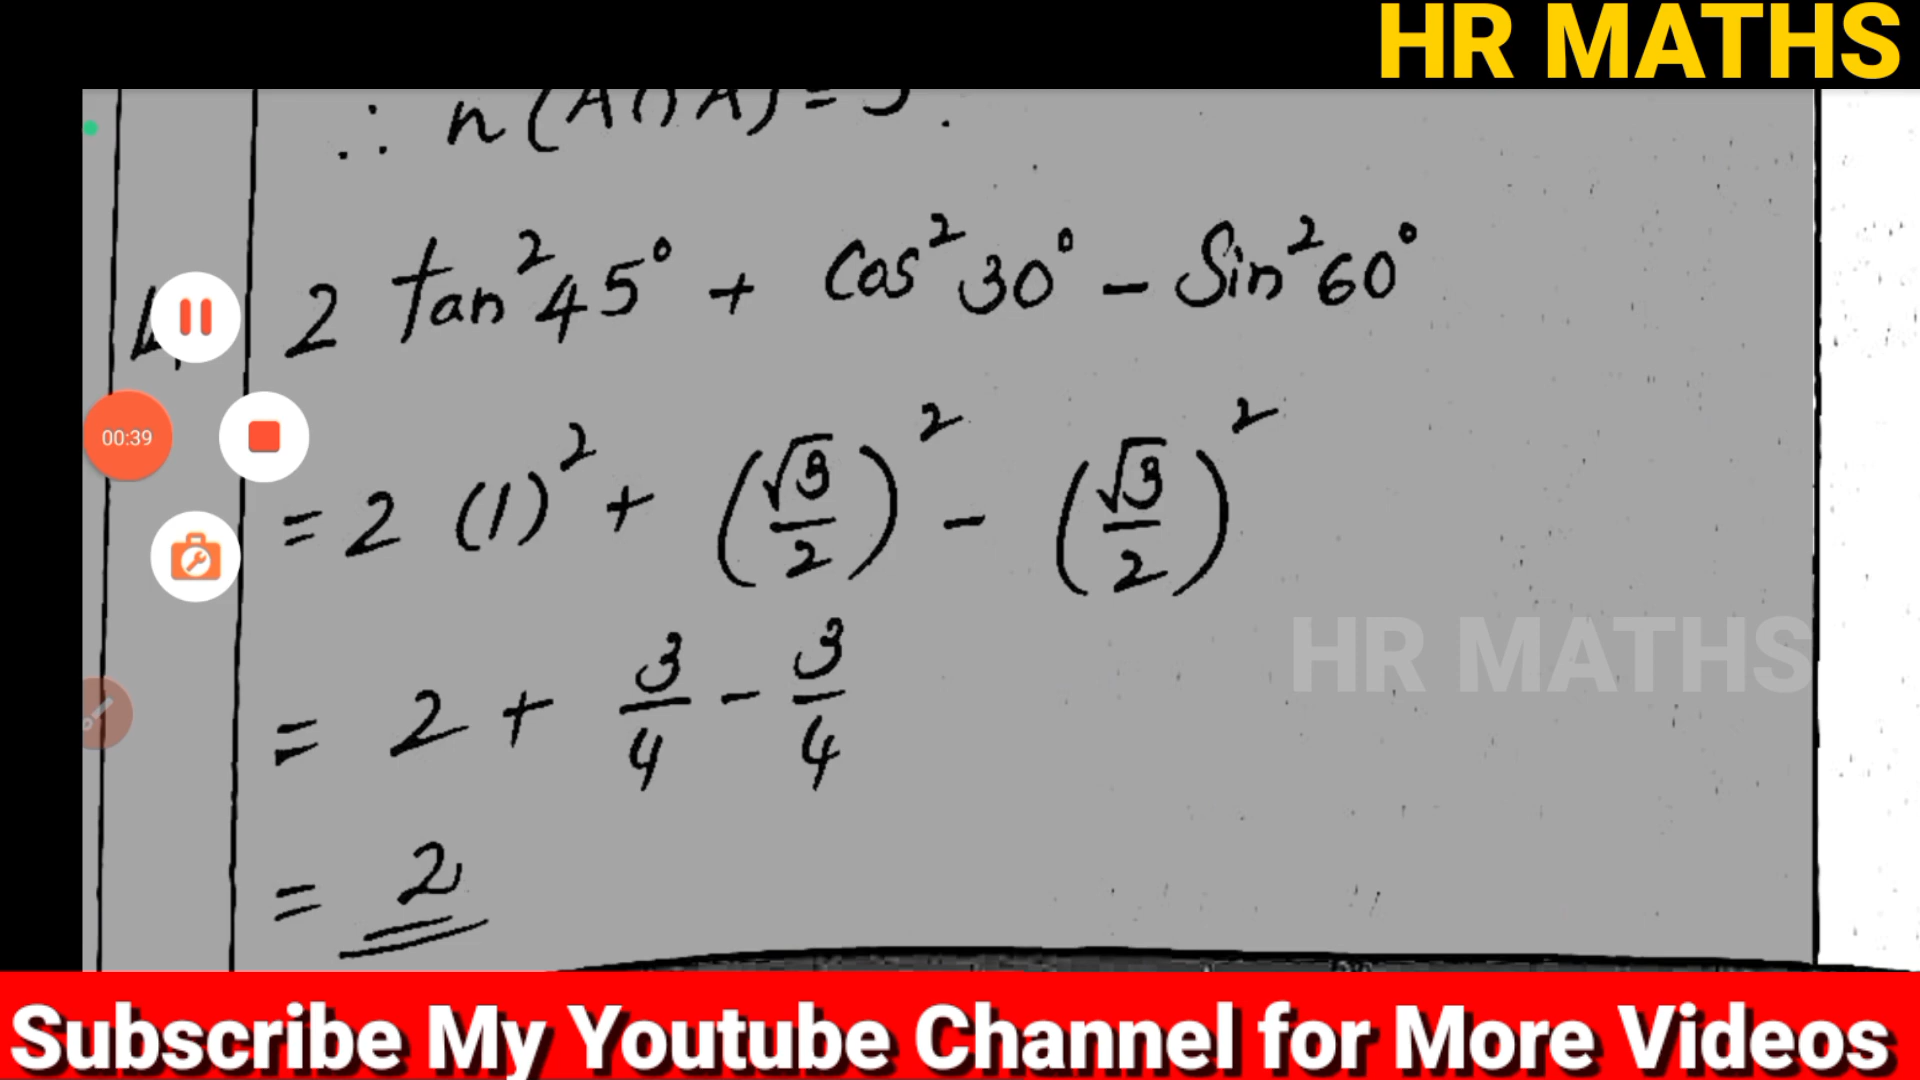 HR MATHS
∴ n(A∩A)=3.
4. 2 tan²45° + Cos²30° - Sin²60°
00:39
= 2 (1)² + (√3/2)² - (√3/2)²
HR MATHS
= 2 + 3/4 - 3/4
= 2
Subscribe My Youtube Channel for More Videos